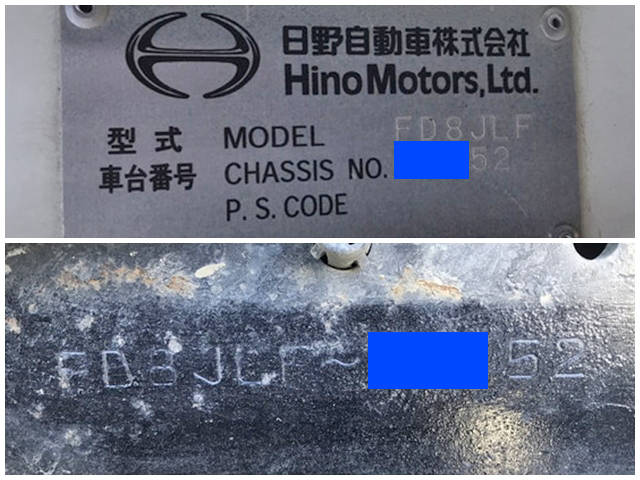 日野自動車株式会社
Hino Motors, Ltd.
型式 MODEL FD8JLF
車台番号 CHASSIS NO. 52
P. S. CODE
FD8JLF~ 52